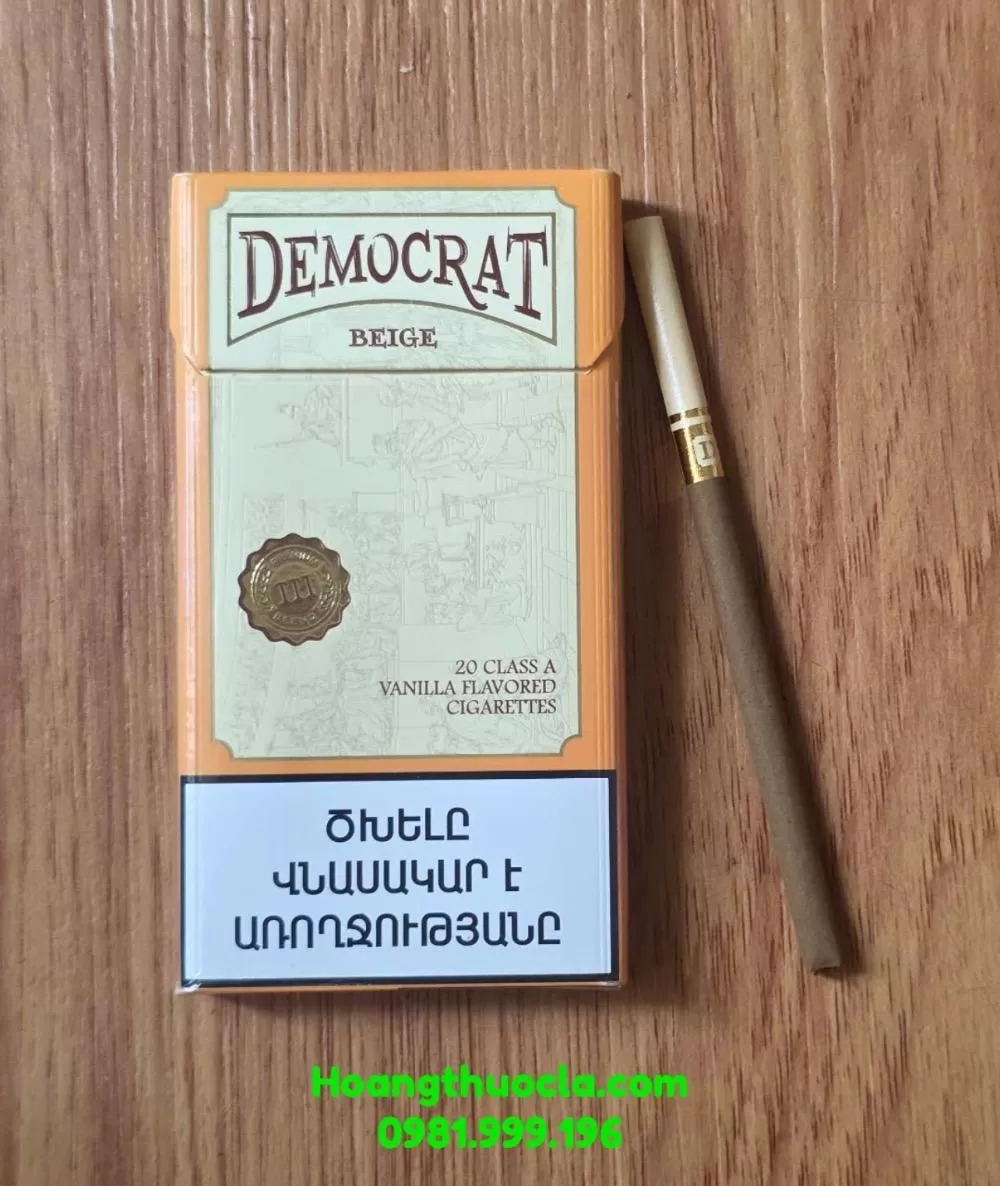 DEMOCRAT
BEIGE
20 CLASS A
VANILLA FLAVORED
CIGARETTES
ԾԽԵԼԸ
ՎՆԱՍԱԿԱՐ Է
ԱՌՈՂՋՈՒԹՅԱՆԸ
D
Hoangthuocla.com
0981.999.196